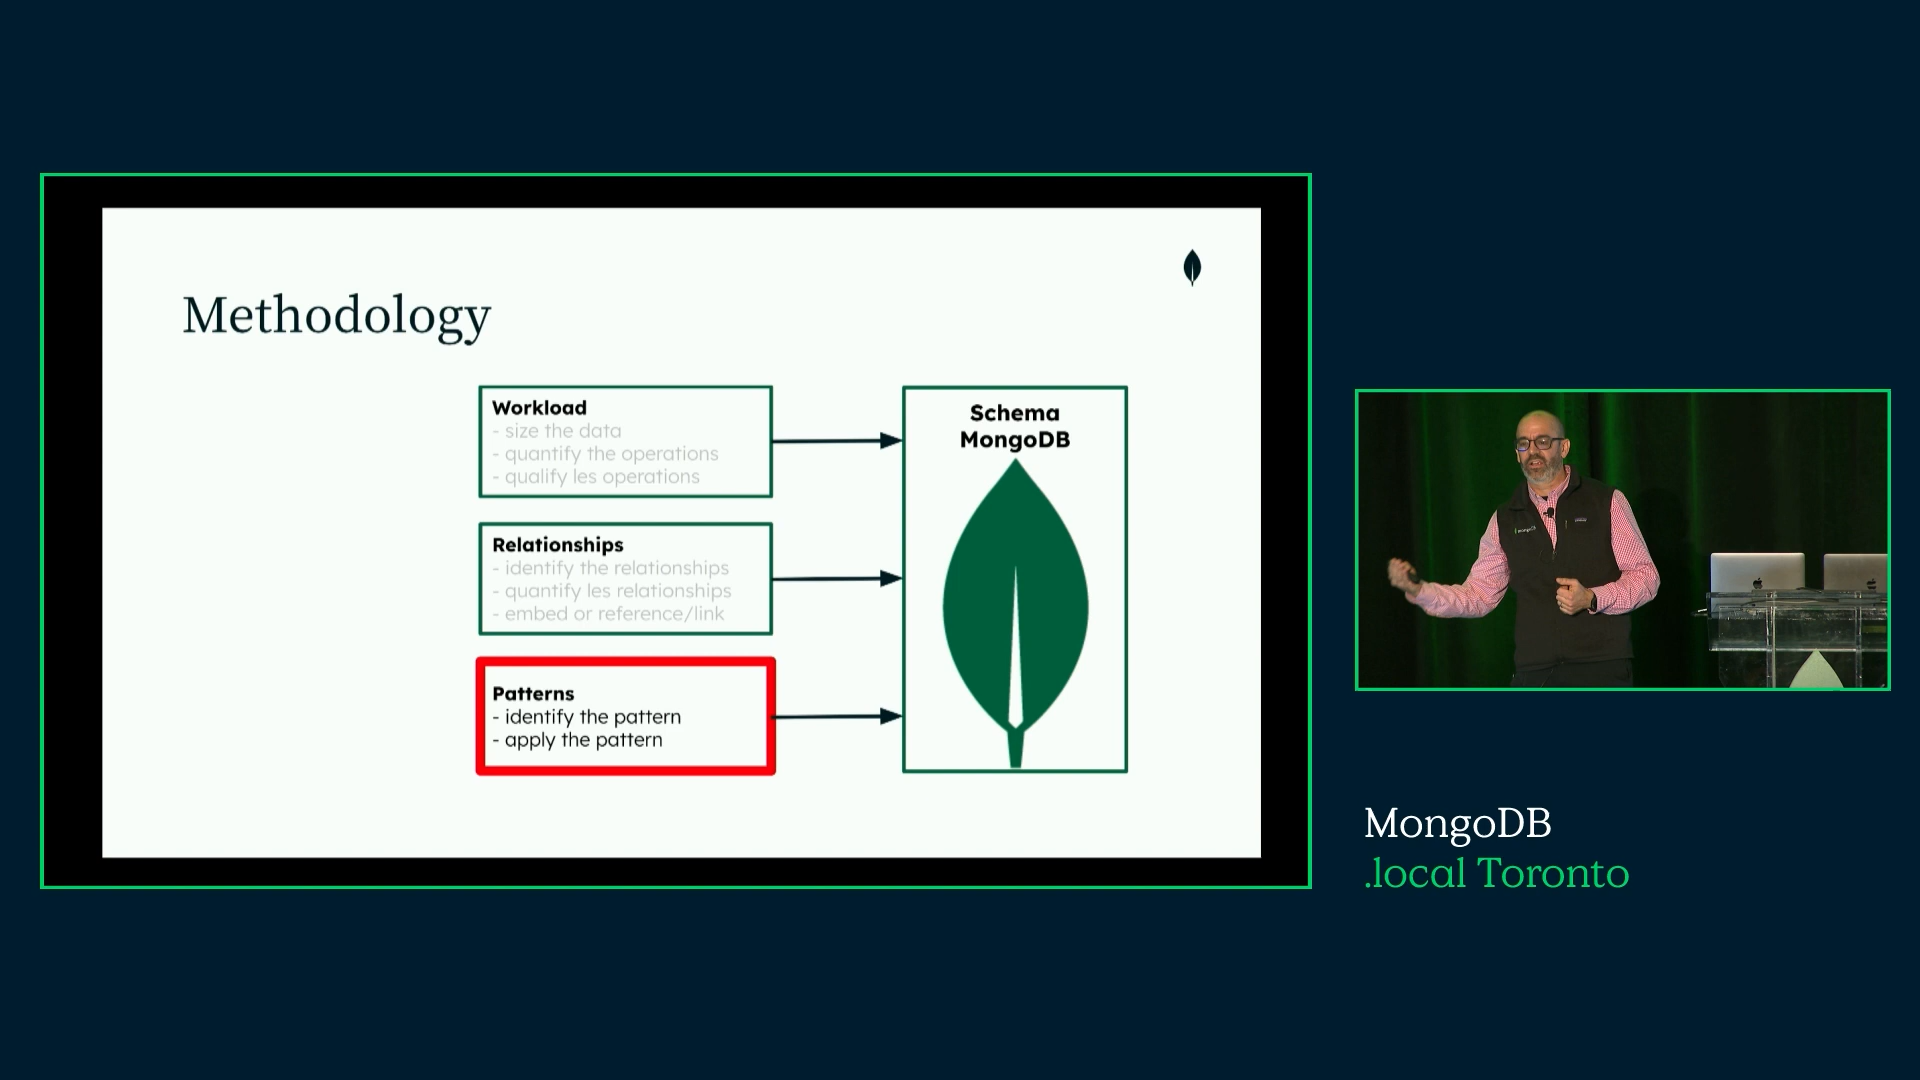 Methodology
Workload
- size the data
- quantify the operations
- qualify les operations
Relationships
- identify the relationships
- quantify les relationships
- embed or reference/link
Patterns
- identify the pattern
- apply the pattern
Schema
MongoDB
MongoDB
.local Toronto